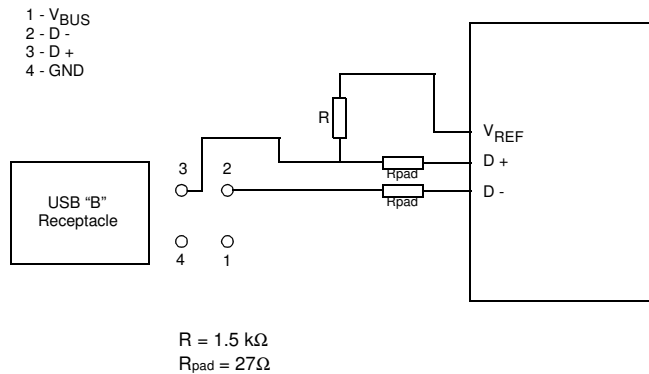 1 - VBUS
2 - D -
3 - D +
4 - GND
R
VREF
3
2
Rpad
D +
USB “B”
Receptacle
Rpad
D -
4
1
R = 1.5 kΩ
Rpad = 27Ω